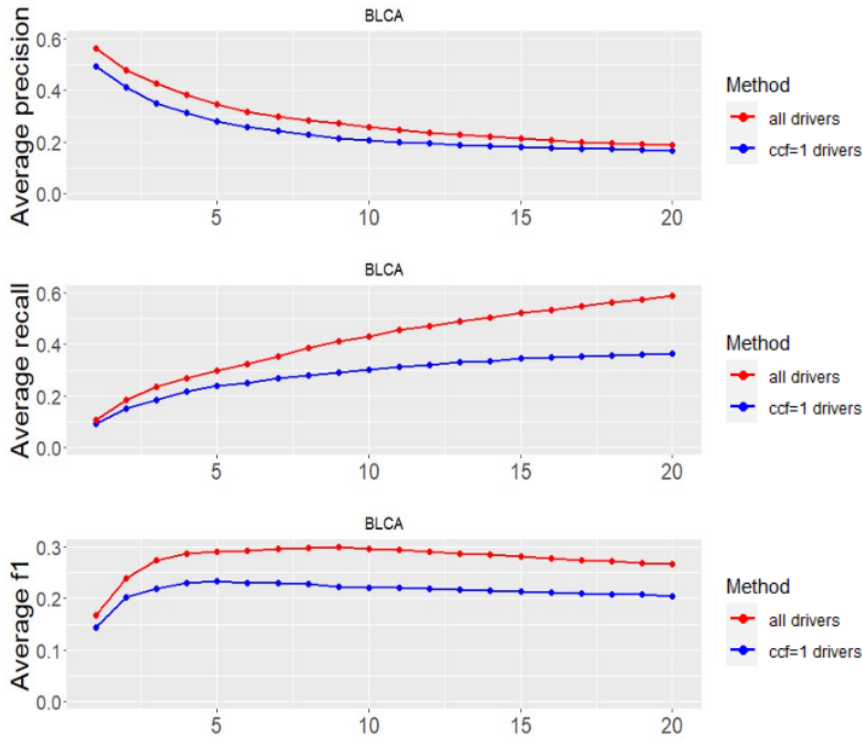 BLCA
Average precision
0.6
0.4
0.2
0.0
5 10 15 20
Method
all drivers
ccf=1 drivers
BLCA
Average recall
0.6
0.4
0.2
0.0
5 10 15 20
Method
all drivers
ccf=1 drivers
BLCA
Average f1
0.3
0.2
0.1
0.0
5 10 15 20
Method
all drivers
ccf=1 drivers